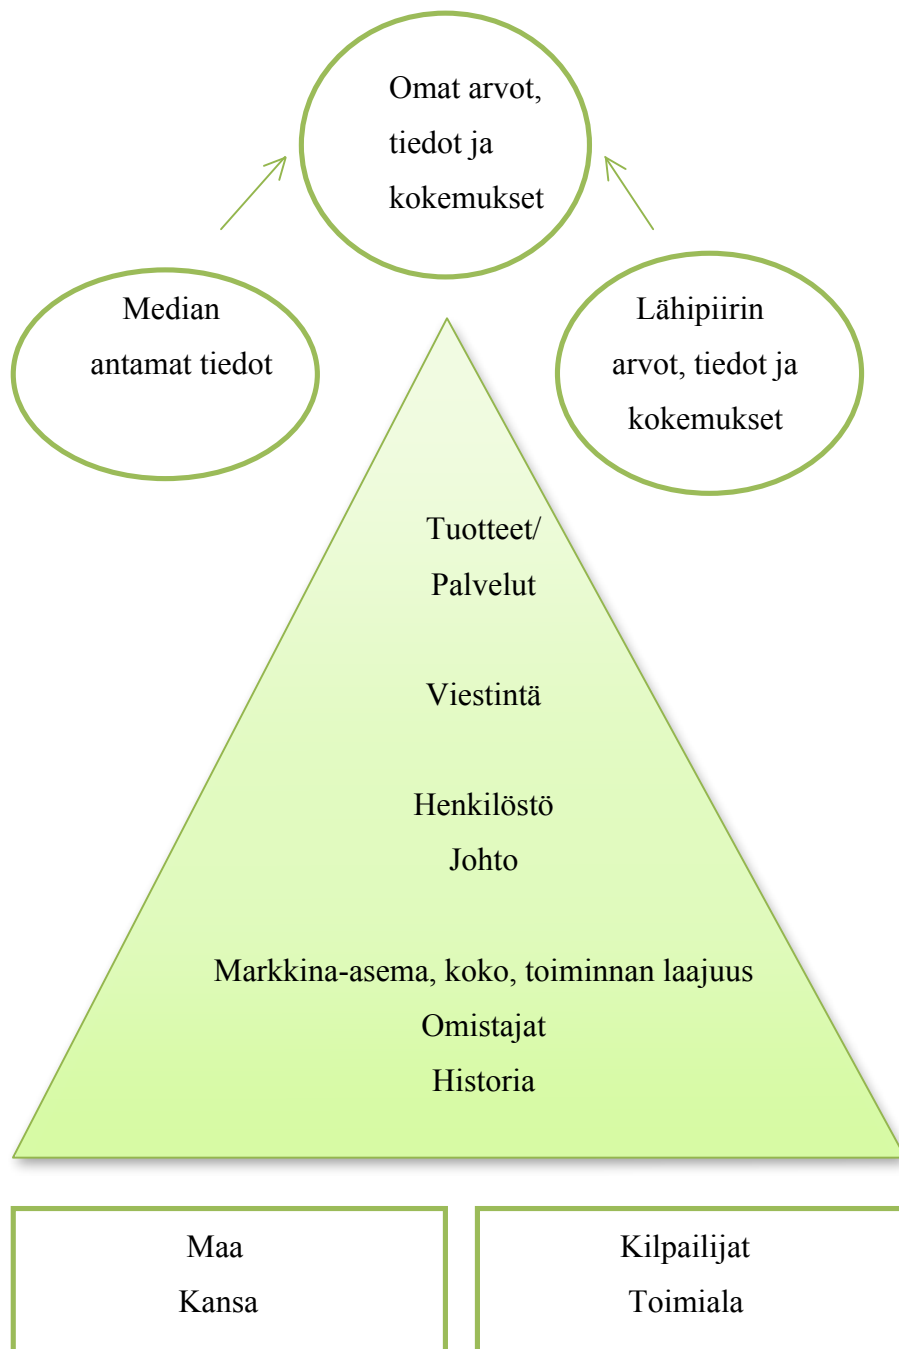 Omat arvot,
tiedot ja
kokemukset
Median
antamat tiedot
Lähipiirin
arvot, tiedot ja
kokemukset
Tuotteet/
Palvelut
Viestintä
Henkilöstö
Johto
Markkina-asema, koko, toiminnan laajuus
Omistajat
Historia
Maa
Kansa
Kilpailijat
Toimiala